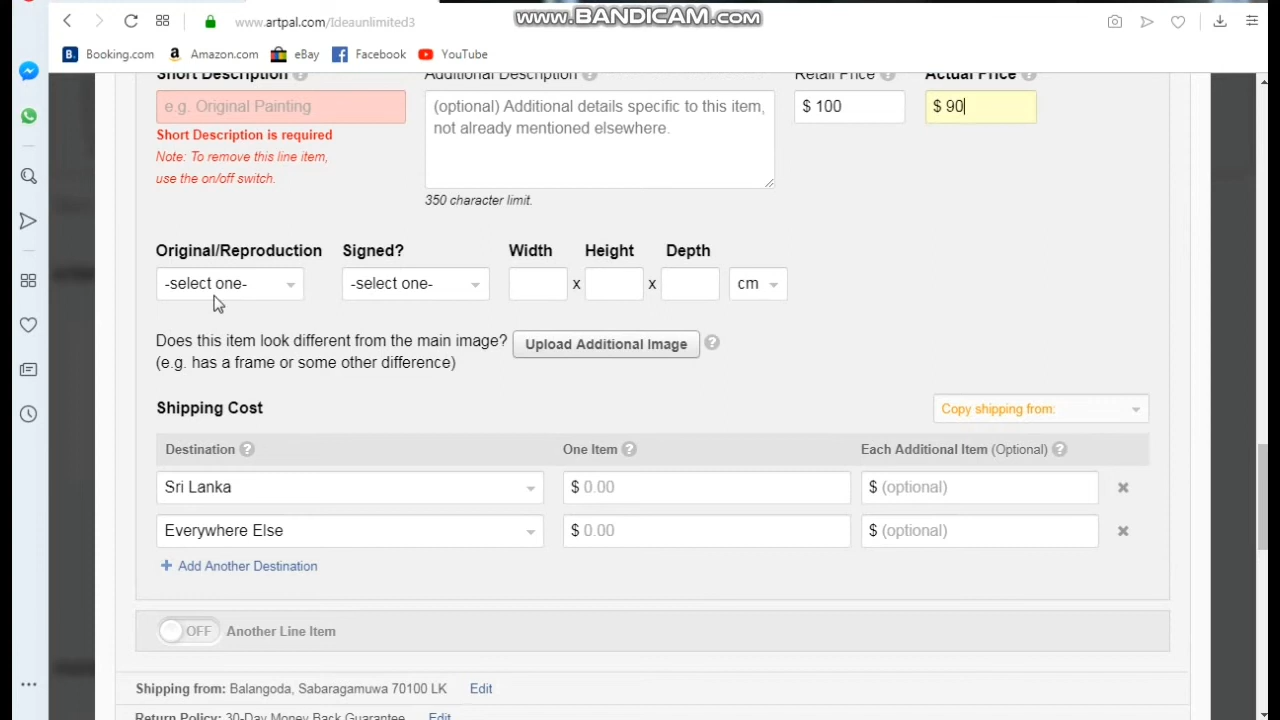 www.BANDICAM.com
www.artpal.com/Ideaunlimited3
B. Booking.com a Amazon.com eBay Facebook YouTube
Short Description ? Additional Description ? Retail Price ? Actual Price ?
e.g. Original Painting
(optional) Additional details specific to this item,
not already mentioned elsewhere.
$ 100
$ 90
Short Description is required
Note: To remove this line item,
use the on/off switch.
350 character limit.
Original/Reproduction Signed? Width Height Depth
-select one- -select one- x x cm
Does this item look different from the main image? Upload Additional Image ?
(e.g. has a frame or some other difference)
Shipping Cost Copy shipping from:
Destination ? One Item ? Each Additional Item (Optional) ?
Sri Lanka $ 0.00 $ (optional)
Everywhere Else $ 0.00 $ (optional)
+ Add Another Destination
OFF Another Line Item
Shipping from: Balangoda, Sabaragamuwa 70100 LK Edit
Return Policy: 30-Day Money Back Guarantee Edit